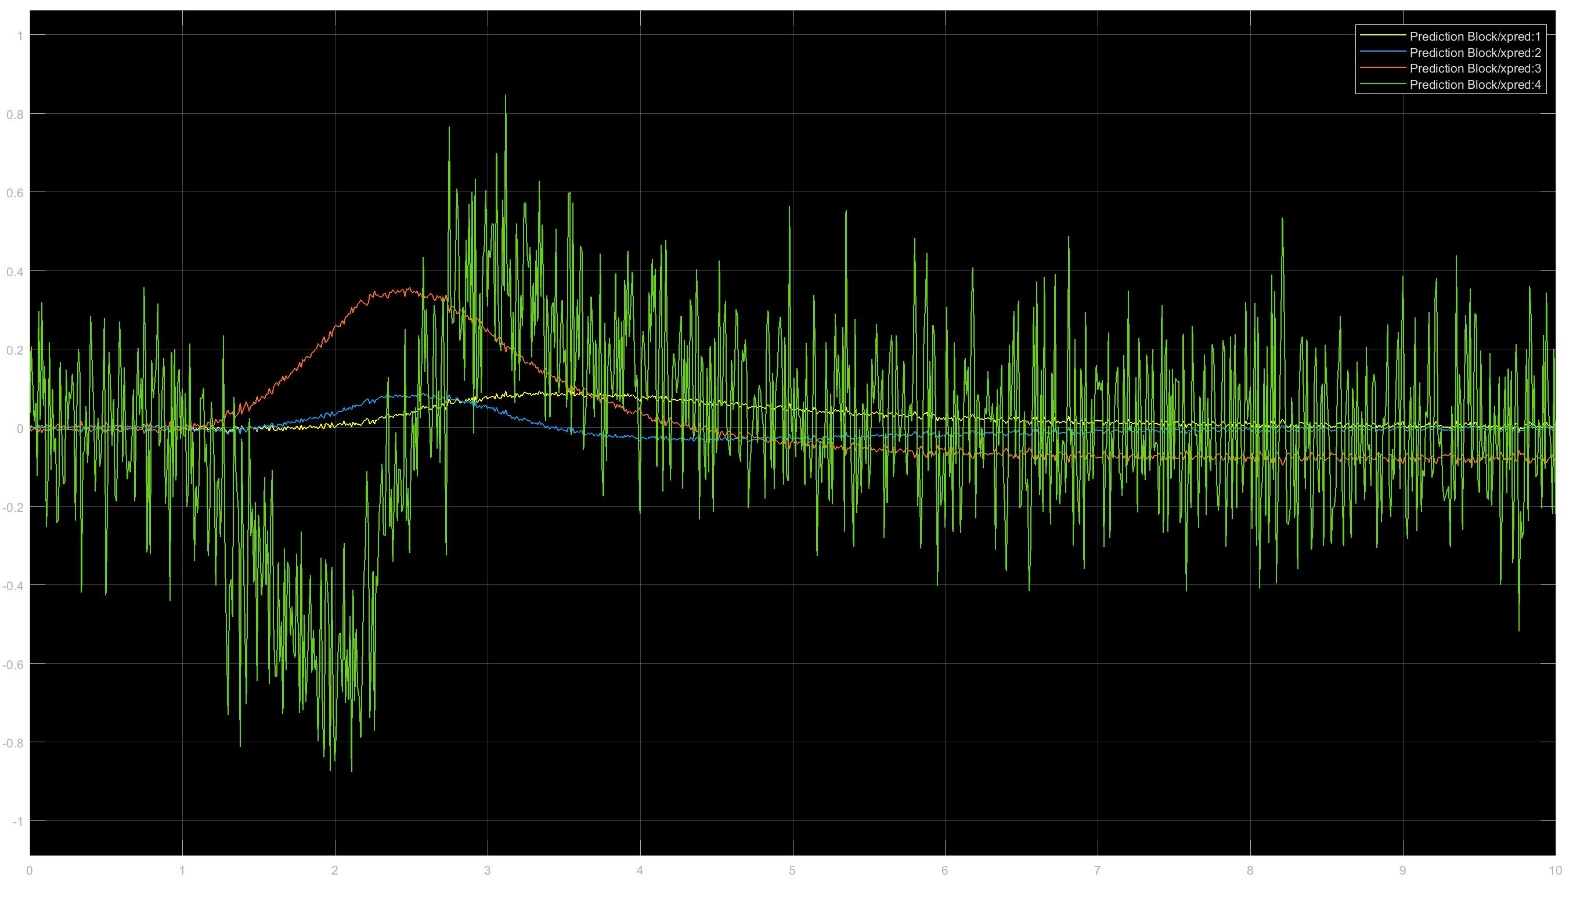 Prediction Block/xpred:1
Prediction Block/xpred:2
Prediction Block/xpred:3
Prediction Block/xpred:4
1
0.8
0.6
0.4
0.2
0
-0.2
-0.4
-0.6
-0.8
-1
0 1 2 3 4 5 6 7 8 9 10